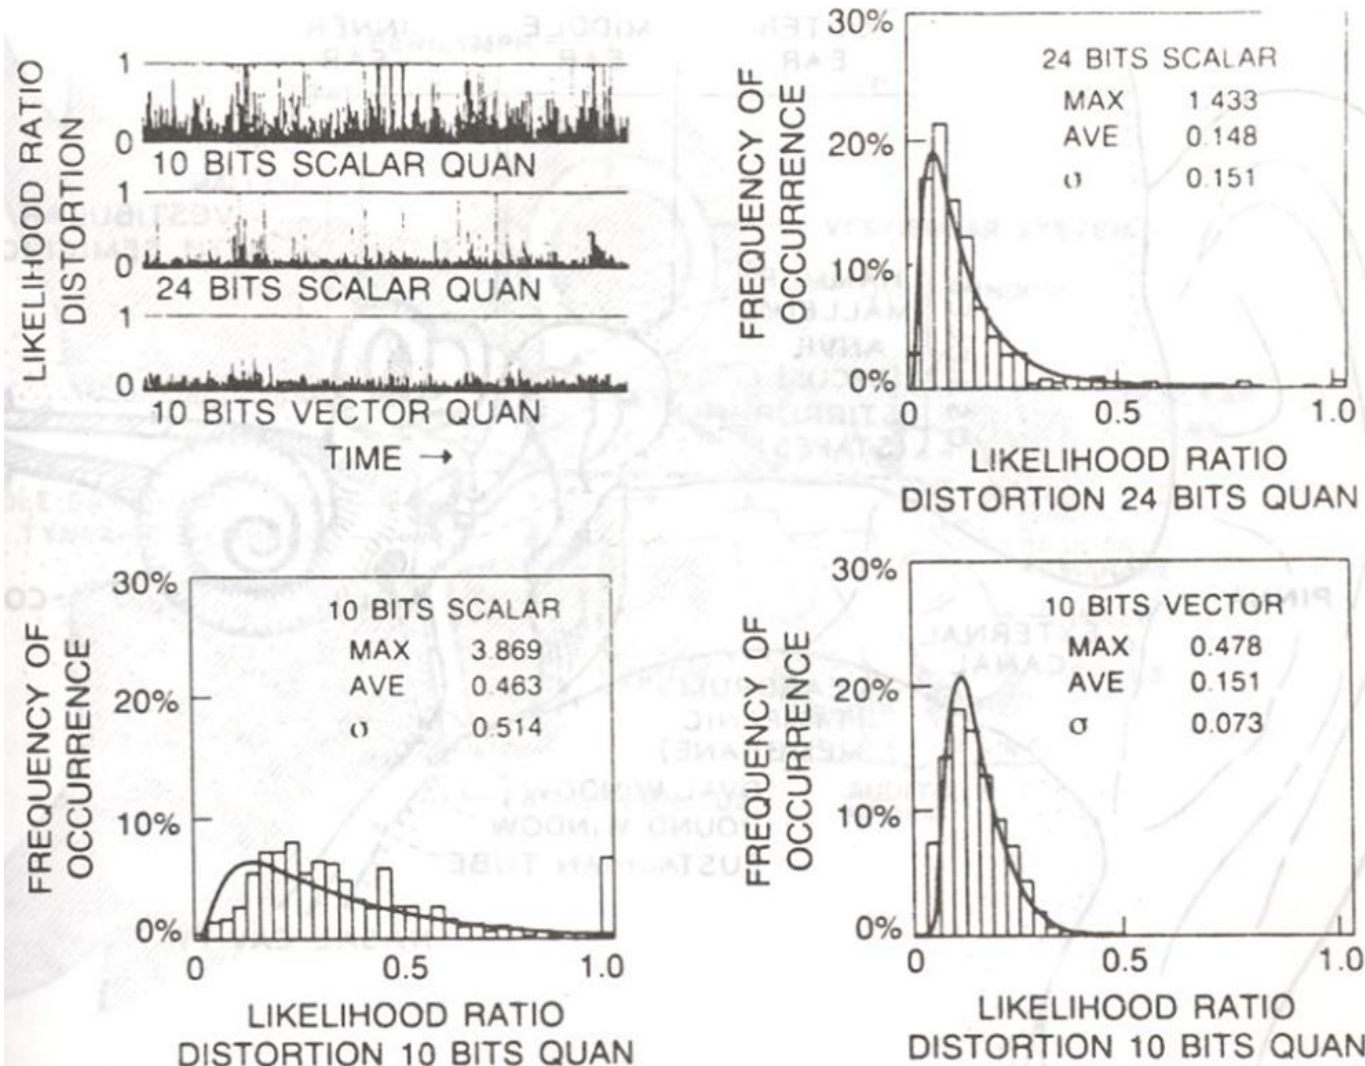 LIKELIHOOD RATIO
DISTORTION
1
0
10 BITS SCALAR QUAN
1
0
24 BITS SCALAR QUAN
1
0
10 BITS VECTOR QUAN
TIME →
FREQUENCY OF
OCCURRENCE
30%
20%
10%
0%
24 BITS SCALAR
MAX 1.433
AVE 0.148
σ 0.151
0 0.5 1.0
LIKELIHOOD RATIO
DISTORTION 24 BITS QUAN
FREQUENCY OF
OCCURRENCE
30%
20%
10%
0%
10 BITS SCALAR
MAX 3.869
AVE 0.463
σ 0.514
0 0.5 1.0
LIKELIHOOD RATIO
DISTORTION 10 BITS QUAN
FREQUENCY OF
OCCURRENCE
30%
20%
10%
0%
10 BITS VECTOR
MAX 0.478
AVE 0.151
σ 0.073
0 0.5 1.0
LIKELIHOOD RATIO
DISTORTION 10 BITS QUAN